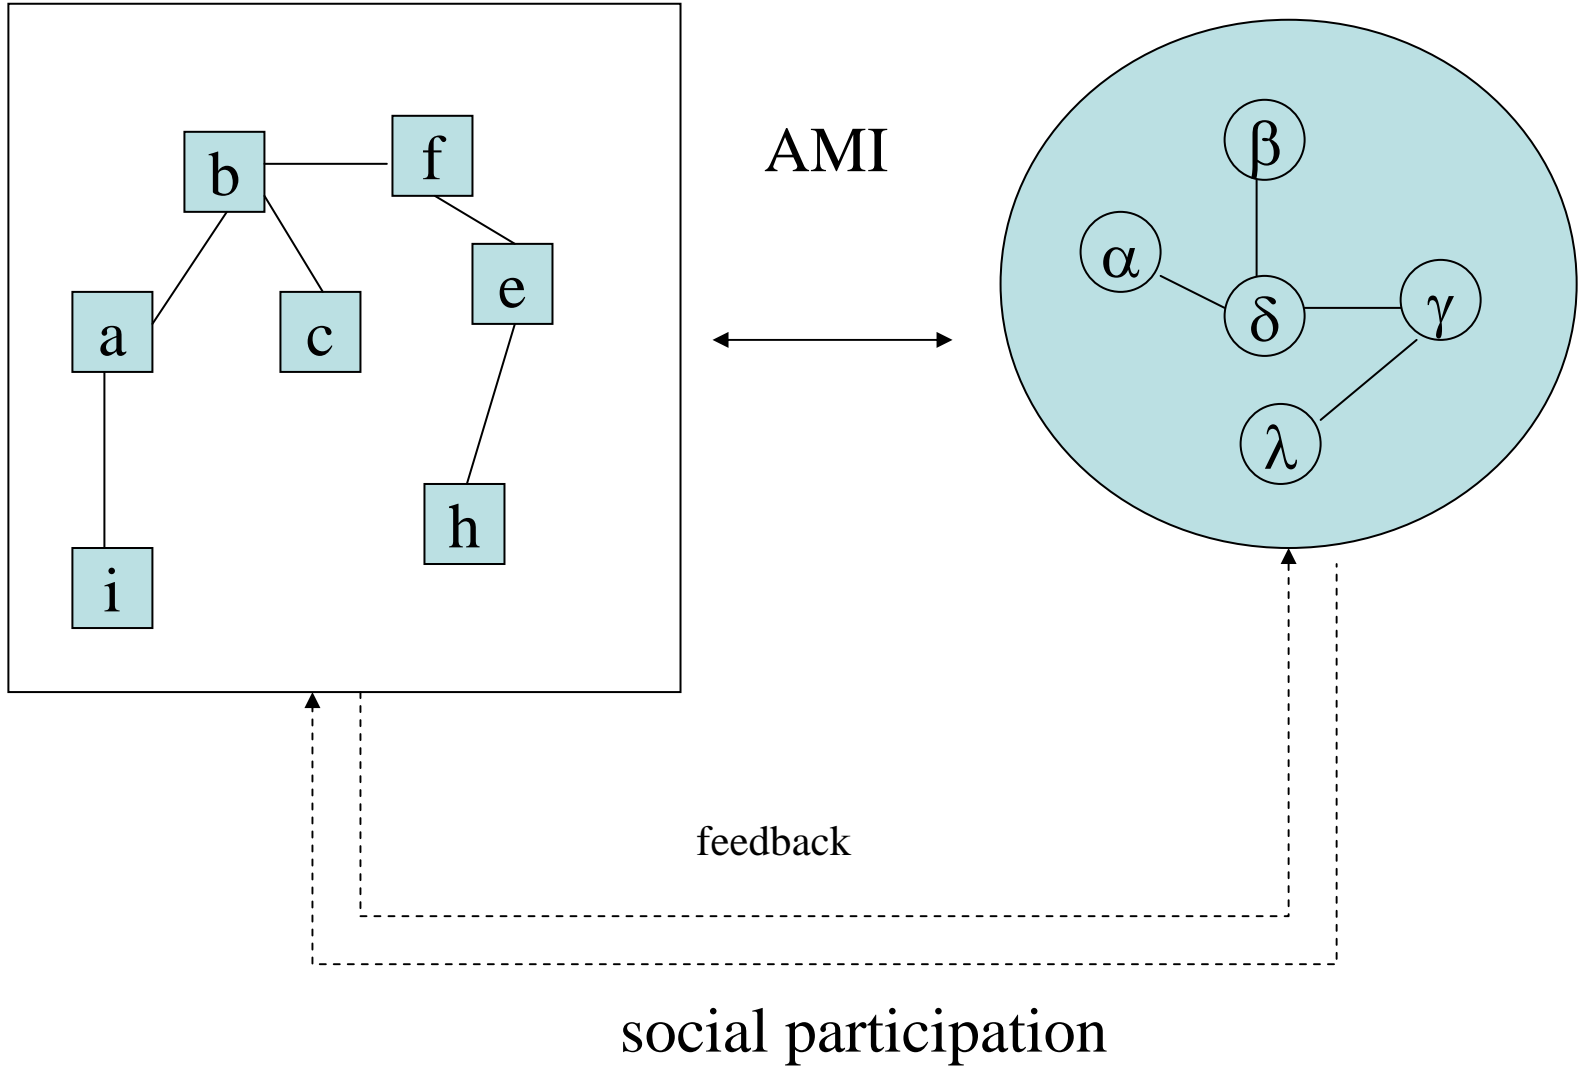 b
f
a
c
e
h
i
AMI
β
α
δ
γ
λ
feedback
social participation